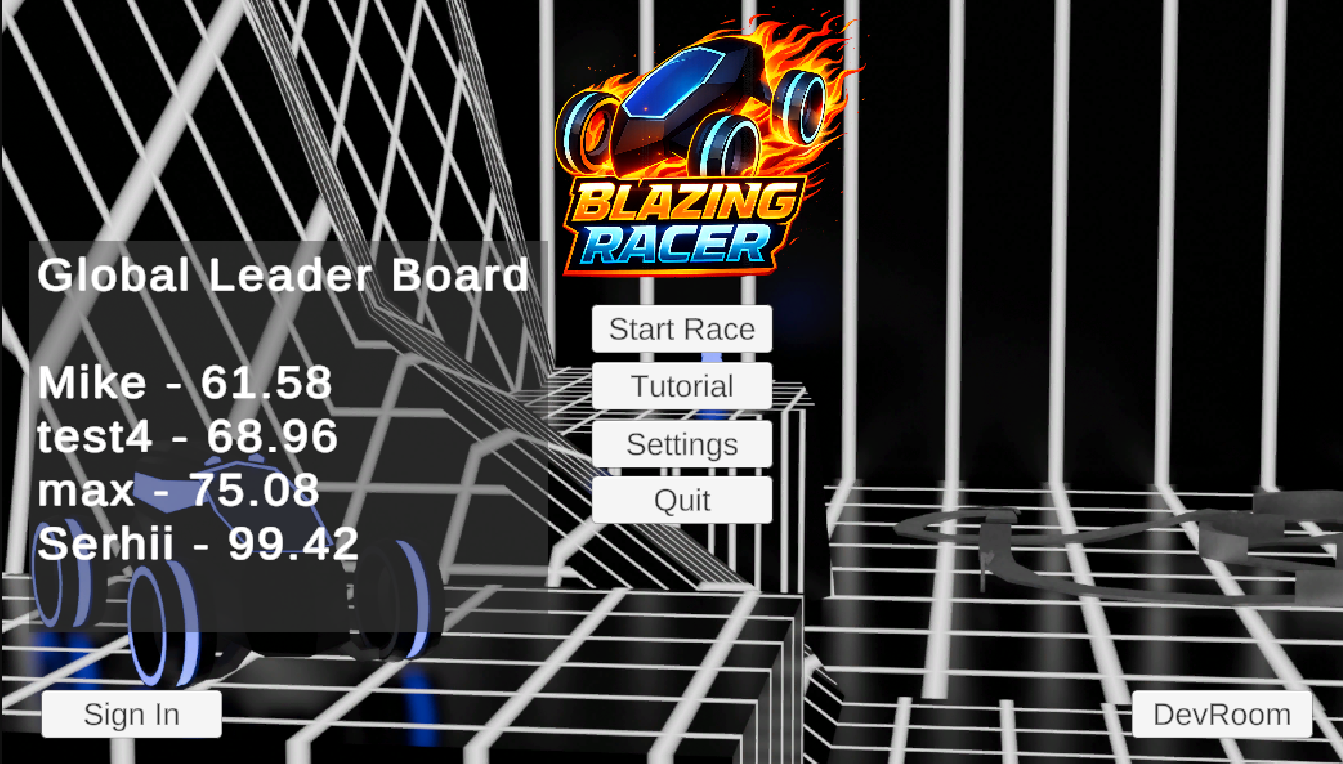 BLAZING
RACER
Global Leader Board
Mike - 61.58
test4 - 68.96
max - 75.08
Serhii - 99.42
Start Race
Tutorial
Settings
Quit
Sign In
DevRoom